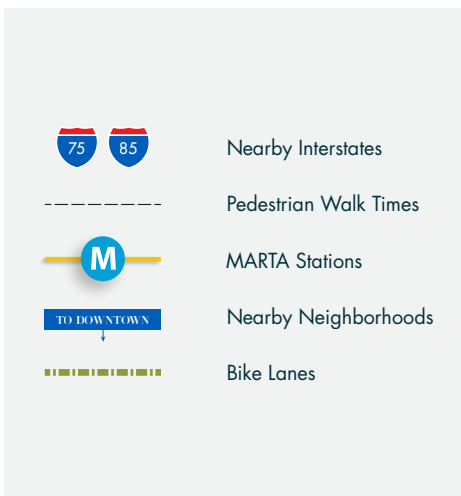 75 85 Nearby Interstates
Pedestrian Walk Times
M MARTA Stations
TO DOWNTOWN Nearby Neighborhoods
Bike Lanes